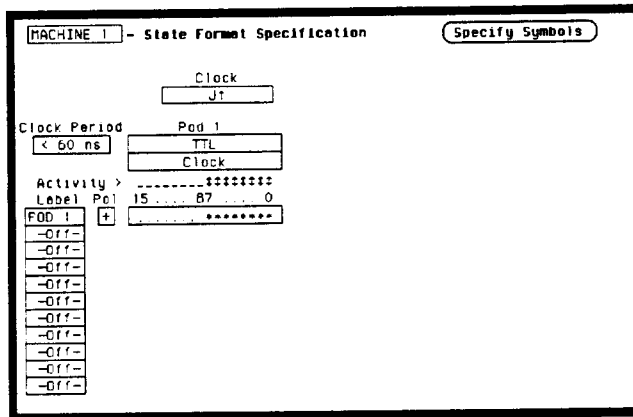 MACHINE 1 - State Format Specification Specify Symbols
Clock
J↑
Clock Period Pod 1
< 60 ns TTL
Clock
Activity > ________↕↕↕↕↕↕↕↕
Label Pol 15 .... 87 .... 0
POD 1 + ........********
-Off-
-Off-
-Off-
-Off-
-Off-
-Off-
-Off-
-Off-
-Off-
-Off-